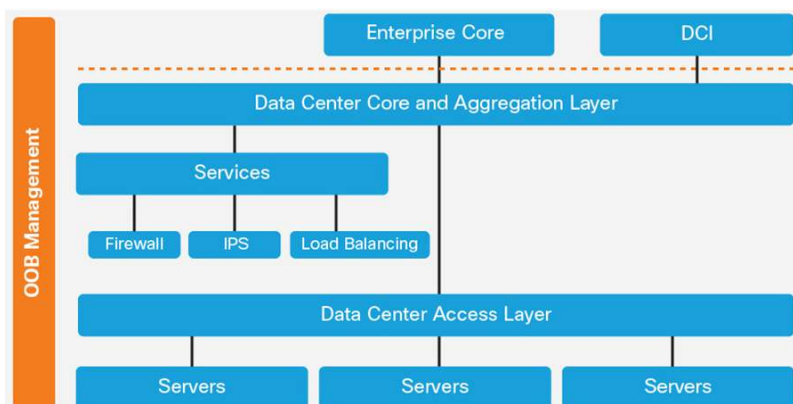 OOB Management
Enterprise Core
DCI
Data Center Core and Aggregation Layer
Services
Firewall
IPS
Load Balancing
Data Center Access Layer
Servers
Servers
Servers